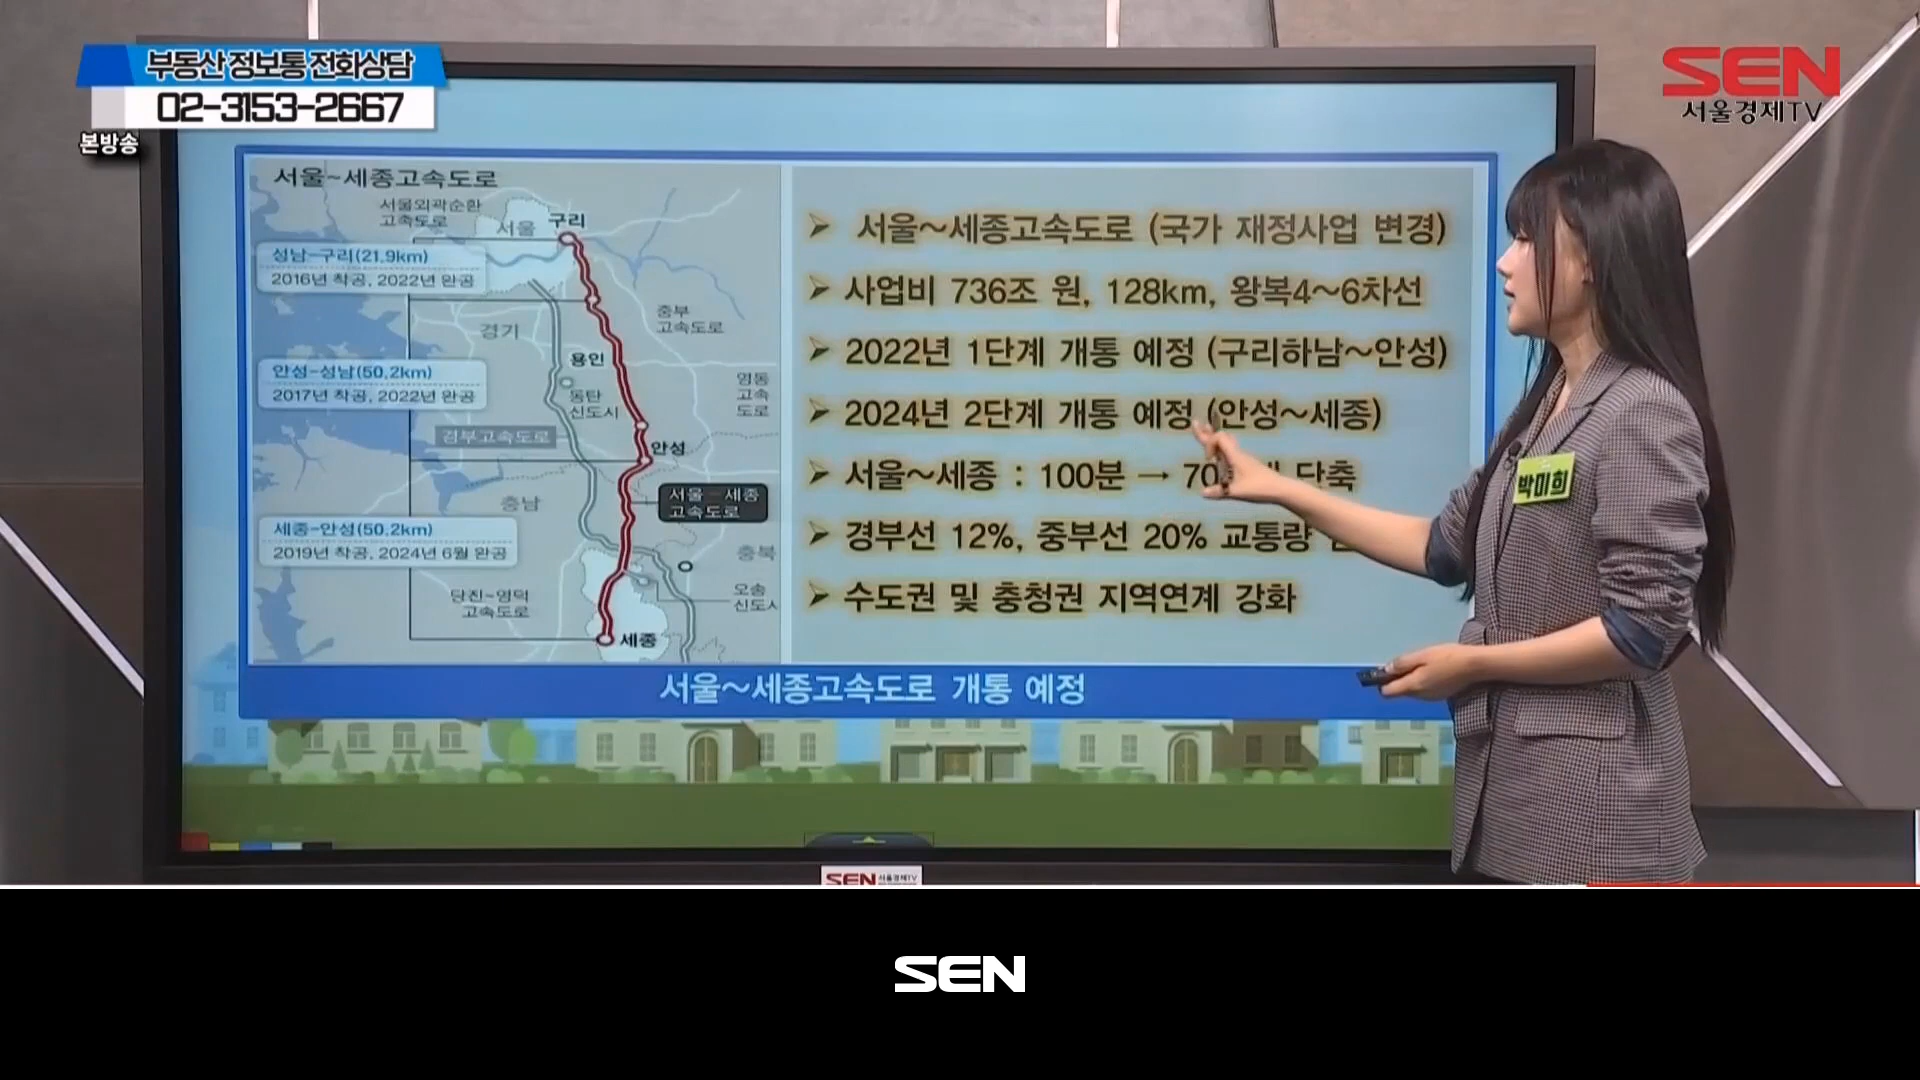 부동산 정보통 전화상담
02-3153-2667
본방송
SEN
서울경제TV
서울~세종고속도로
서울외곽순환
고속도로
서울
구리
성남-구리(21.9km)
2016년 착공, 2022년 완공
경기
중부
고속도로
용인
안성-성남(50.2km)
2017년 착공, 2022년 완공
동탄
신도시
영동
고속
도로
경부고속도로
안성
충남
서울-세종
고속도로
세종-안성(50.2km)
2019년 착공, 2024년 6월 완공
충북
당진-영덕
고속도로
오송
신도시
세종
➢ 서울~세종고속도로 (국가 재정사업 변경)
➢ 사업비 736조 원, 128km, 왕복4~6차선
➢ 2022년 1단계 개통 예정 (구리하남~안성)
➢ 2024년 2단계 개통 예정 (안성~세종)
➢ 서울~세종 : 100분 → 70 단축
➢ 경부선 12%, 중부선 20% 교통량
➢ 수도권 및 충청권 지역연계 강화
서울~세종고속도로 개통 예정
박미희
SEN 서울경제TV
SEN